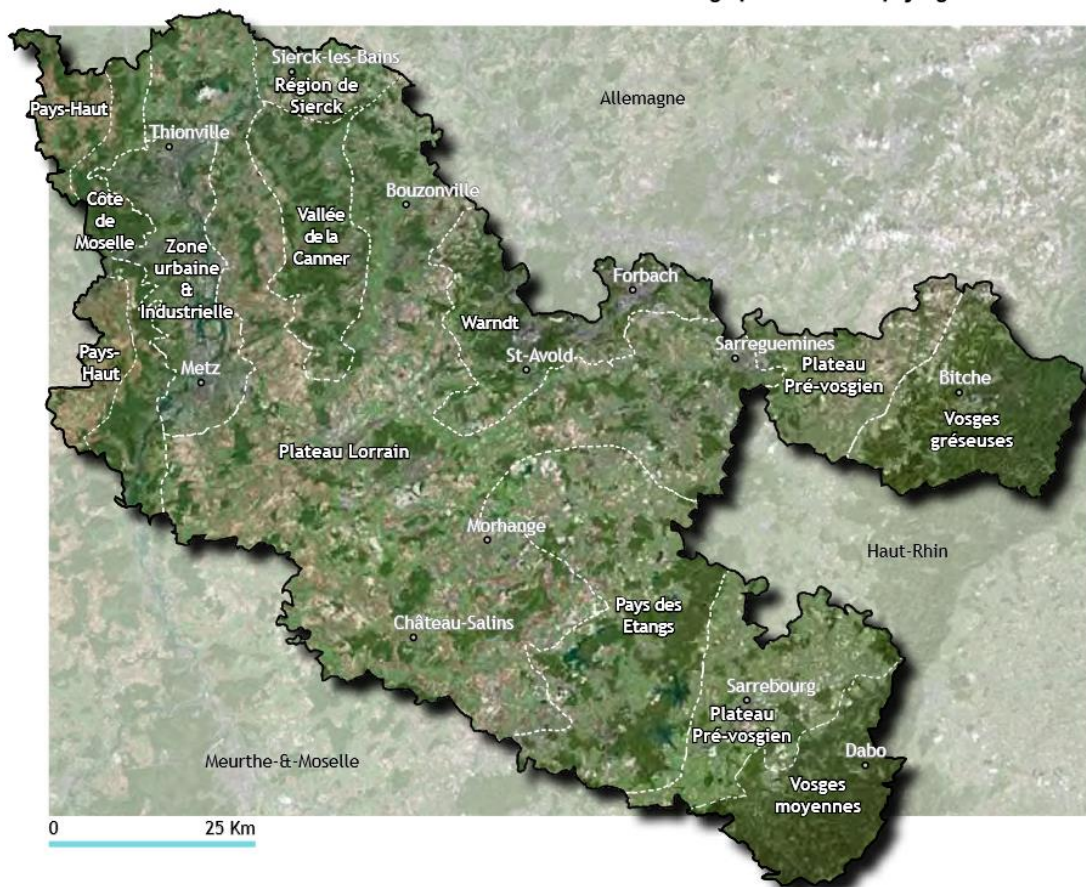 Sierck-les-Bains
Région de
Sierck
Pays-Haut
Allemagne
Thionville
Bouzonville
Côte
de
Moselle
Vallée
de la
Canner
Zone
urbaine
&
Industrielle
Forbach
Warndt
Pays-
Haut
St-Avold
Sarreguemines
Metz
Plateau
Pré-vosgien
Bitche
Vosges
gréseuses
Plateau Lorrain
Morhange
Haut-Rhin
Pays des
Etangs
Château-Salins
Sarrebourg
Plateau
Pré-vosgien
Dabo
Meurthe-&-Moselle
Vosges
moyennes
0 25 Km